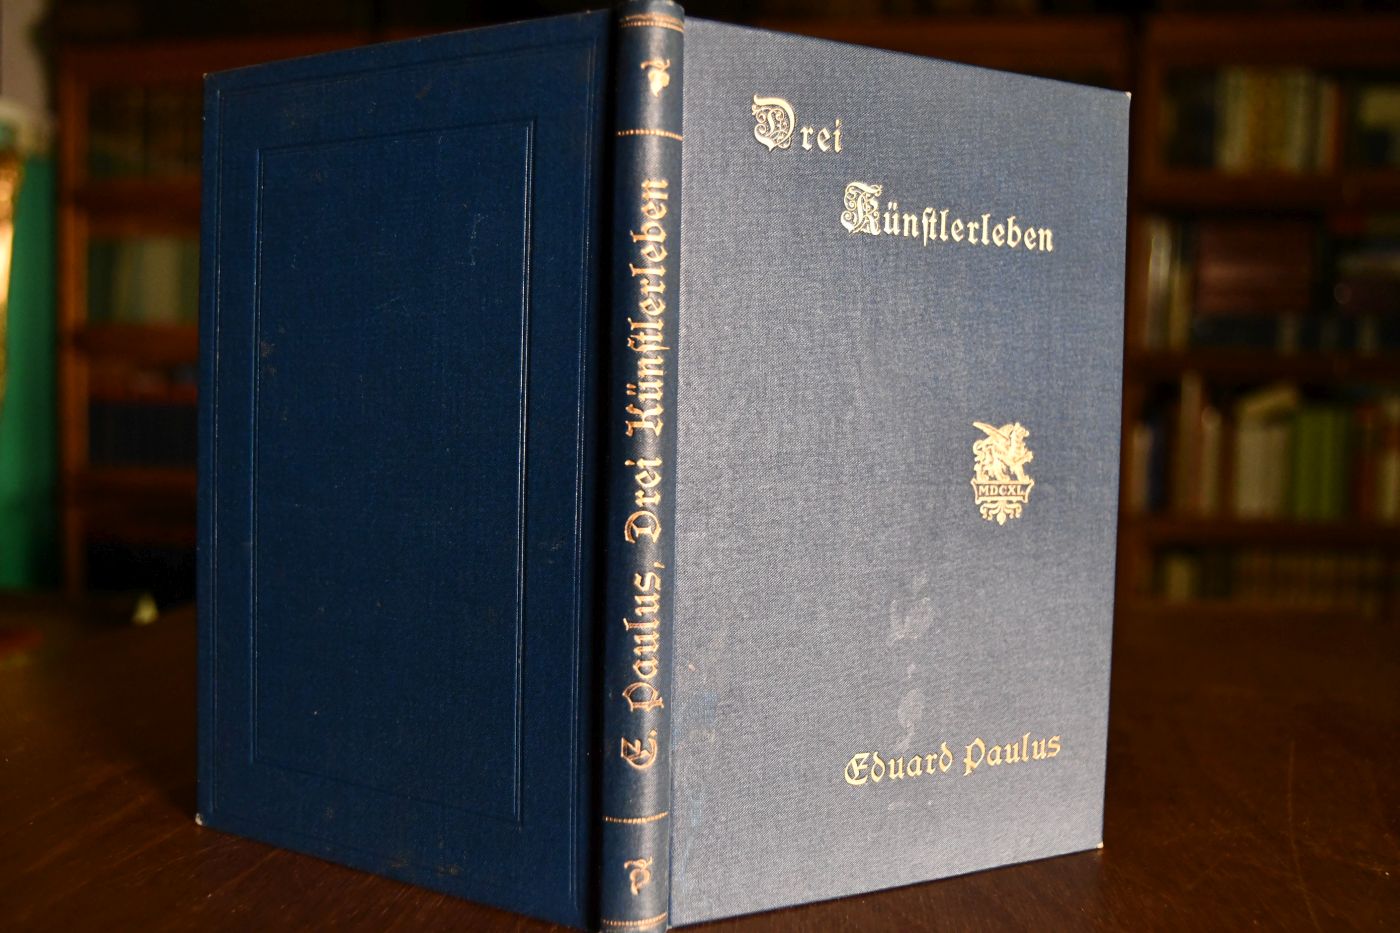 E. Paulus, Drei Künſtlerleben
Drei
Künſtlerleben
MDCXL
Eduard Paulus